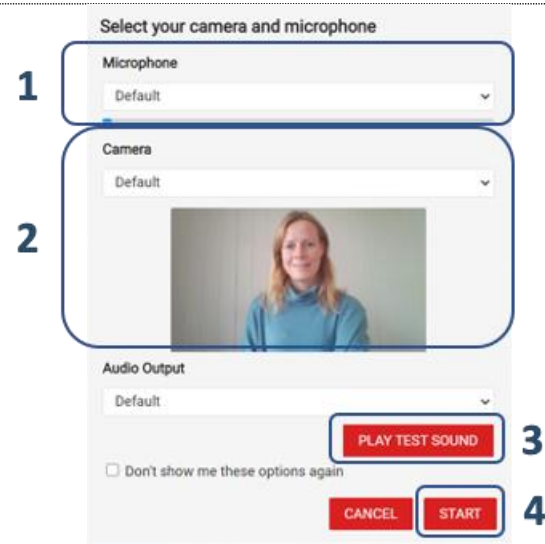 Select your camera and microphone
1
Microphone
Default
2
Camera
Default
Audio Output
Default
PLAY TEST SOUND
3
Don't show me these options again
CANCEL
START
4